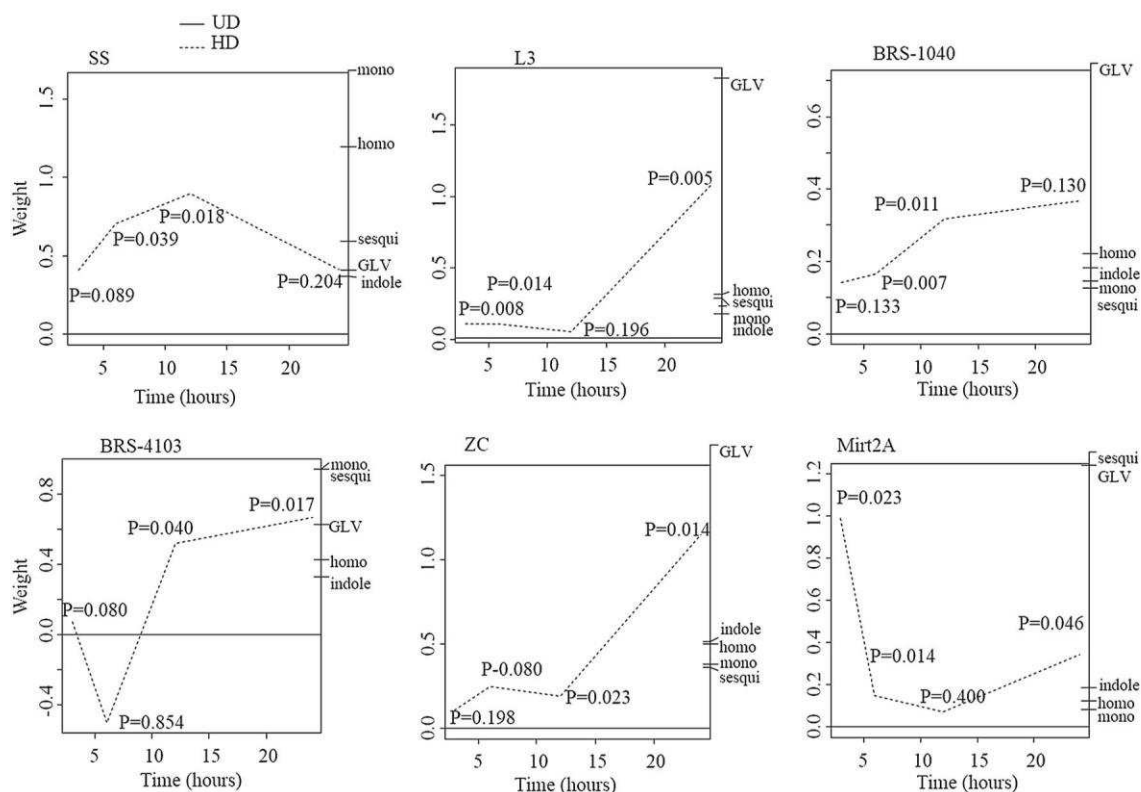 UD
HD
SS
Weight
0.0 0.5 1.0 1.5
P=0.089
P=0.039
P=0.018
P=0.204
mono
homo
sesqui
GLV
indole
5 10 15 20
Time (hours)
L3
0.0 0.5 1.0 1.5
P=0.008
P=0.014
P=0.196
P=0.005
GLV
homo
sesqui
mono
indole
5 10 15 20
Time (hours)
BRS-1040
0.0 0.2 0.4 0.6
P=0.133
P=0.007
P=0.011
P=0.130
GLV
homo
indole
mono
sesqui
5 10 15 20
Time (hours)
BRS-4103
Weight
-0.4 0.0 0.4 0.8
P=0.080
P=0.854
P=0.040
P=0.017
mono
sesqui
GLV
homo
indole
5 10 15 20
Time (hours)
ZC
0.0 0.5 1.0 1.5
P=0.198
P-0.080
P=0.023
P=0.014
GLV
indole
homo
mono
sesqui
5 10 15 20
Time (hours)
Mirt2A
0.0 0.2 0.4 0.6 0.8 1.0 1.2
P=0.023
P=0.014
P=0.400
P=0.046
sesqui
GLV
indole
homo
mono
5 10 15 20
Time (hours)